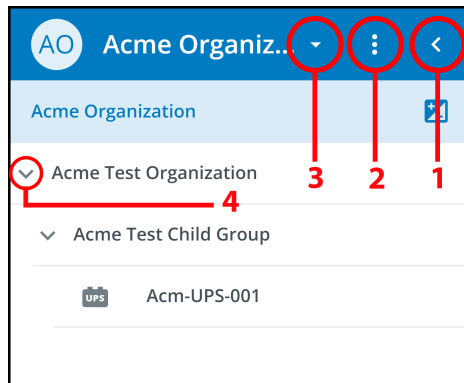 AO Acme Organiz...
Acme Organization
Acme Test Organization
3 2 1
4
Acme Test Child Group
UPS Acm-UPS-001